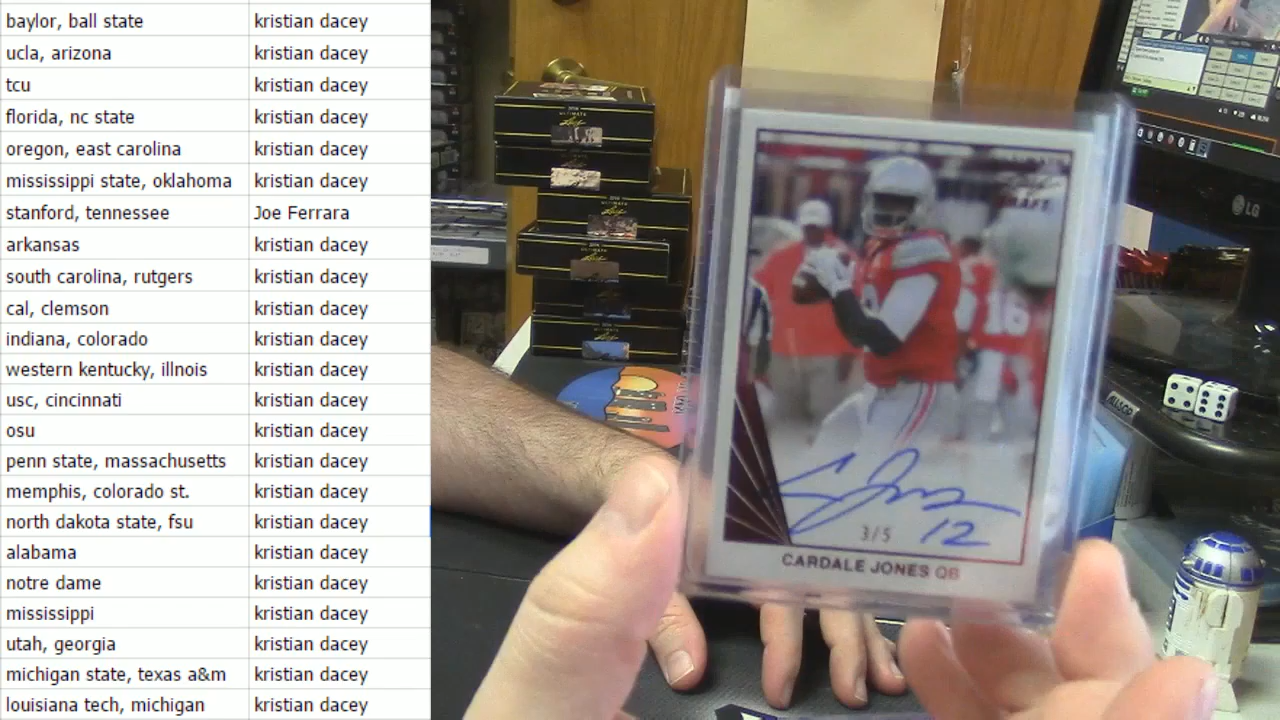 baylor, ball state kristian dacey
ucla, arizona kristian dacey
tcu kristian dacey
florida, nc state kristian dacey
oregon, east carolina kristian dacey
mississippi state, oklahoma kristian dacey
stanford, tennessee Joe Ferrara
arkansas kristian dacey
south carolina, rutgers kristian dacey
cal, clemson kristian dacey
indiana, colorado kristian dacey
western kentucky, illnois kristian dacey
usc, cincinnati kristian dacey
osu kristian dacey
penn state, massachusetts kristian dacey
memphis, colorado st. kristian dacey
north dakota state, fsu kristian dacey
alabama kristian dacey
notre dame kristian dacey
mississippi kristian dacey
utah, georgia kristian dacey
michigan state, texas a&m kristian dacey
louisiana tech, michigan kristian dacey
LG
16
12
3/5
CARDALE JONES QB